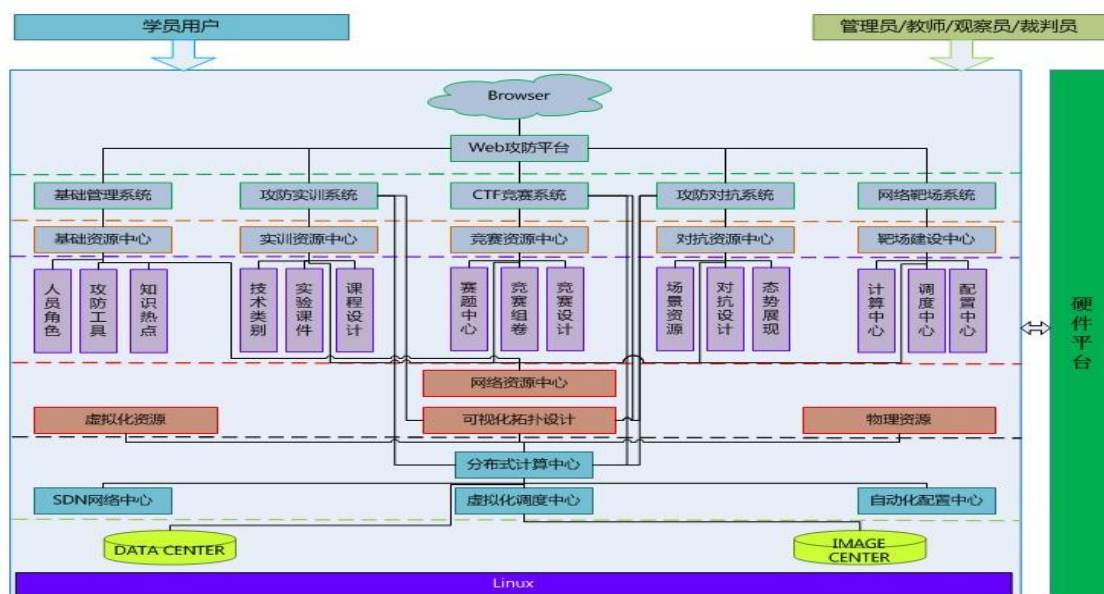 学员用户
管理员/教师/观察员/裁判员
Browser
Web攻防平台
基础管理系统
攻防实训系统
CTF竞赛系统
攻防对抗系统
网络靶场系统
基础资源中心
实训资源中心
竞赛资源中心
对抗资源中心
靶场建设中心
人员角色
攻防工具
知识热点
技术类别
实验课件
课程设计
赛题中心
竞赛组卷
竞赛设计
场景资源
对抗设计
态势展现
计算中心
调度中心
配置中心
硬件平台
网络资源中心
虚拟化资源
可视化拓扑设计
物理资源
分布式计算中心
SDN网络中心
虚拟化调度中心
自动化配置中心
DATA CENTER
IMAGE
CENTER
Linux